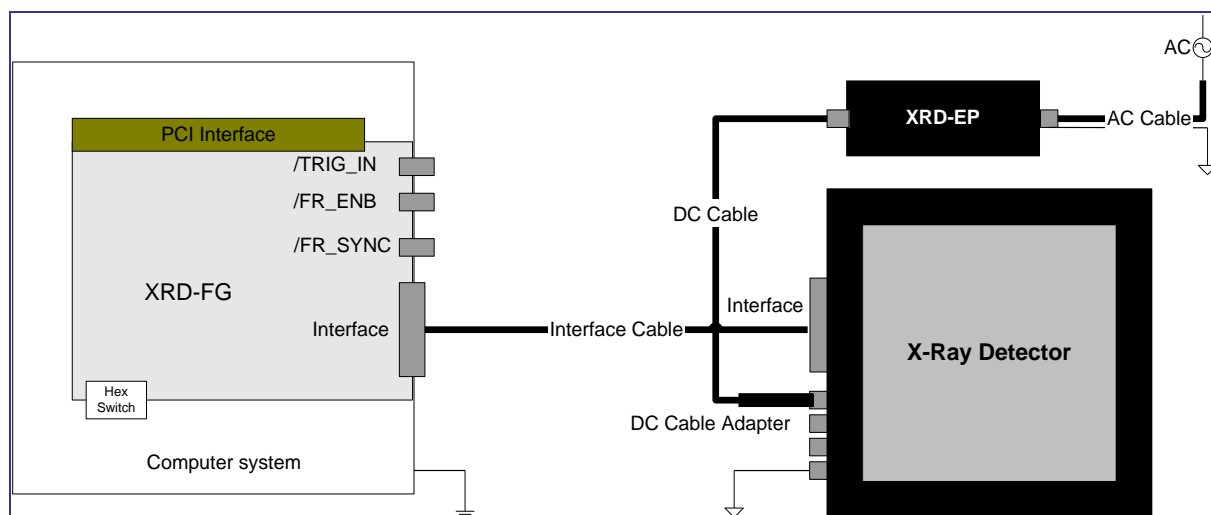 AC
XRD-EP
AC Cable
PCI Interface
/TRIG_IN
/FR_ENB
/FR_SYNC
XRD-FG
Interface
Hex
Switch
Computer system
Interface Cable
DC Cable
Interface
X-Ray Detector
DC Cable Adapter